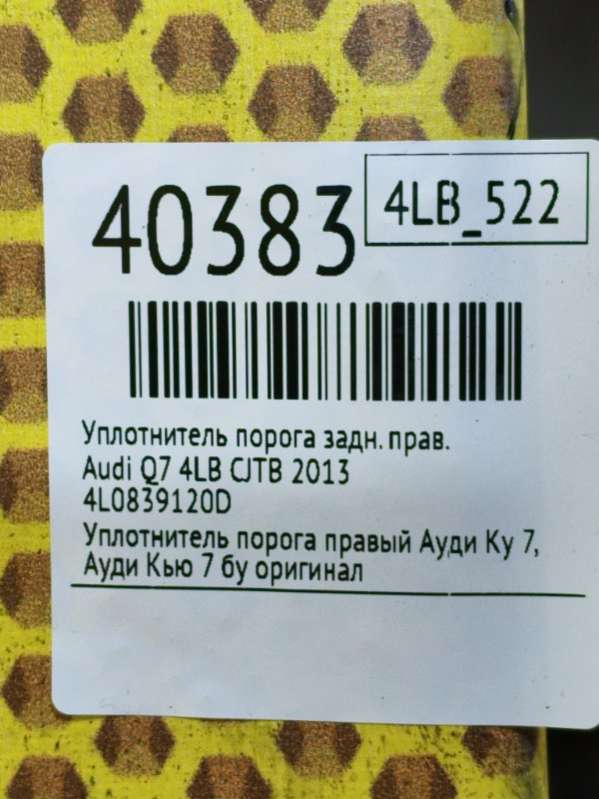 40383
4LB_522
Уплотнитель порога задн. прав.
Audi Q7 4LB CJTB 2013
4L0839120D
Уплотнитель порога правый Ауди Ку 7,
Ауди Кью 7 бу оригинал